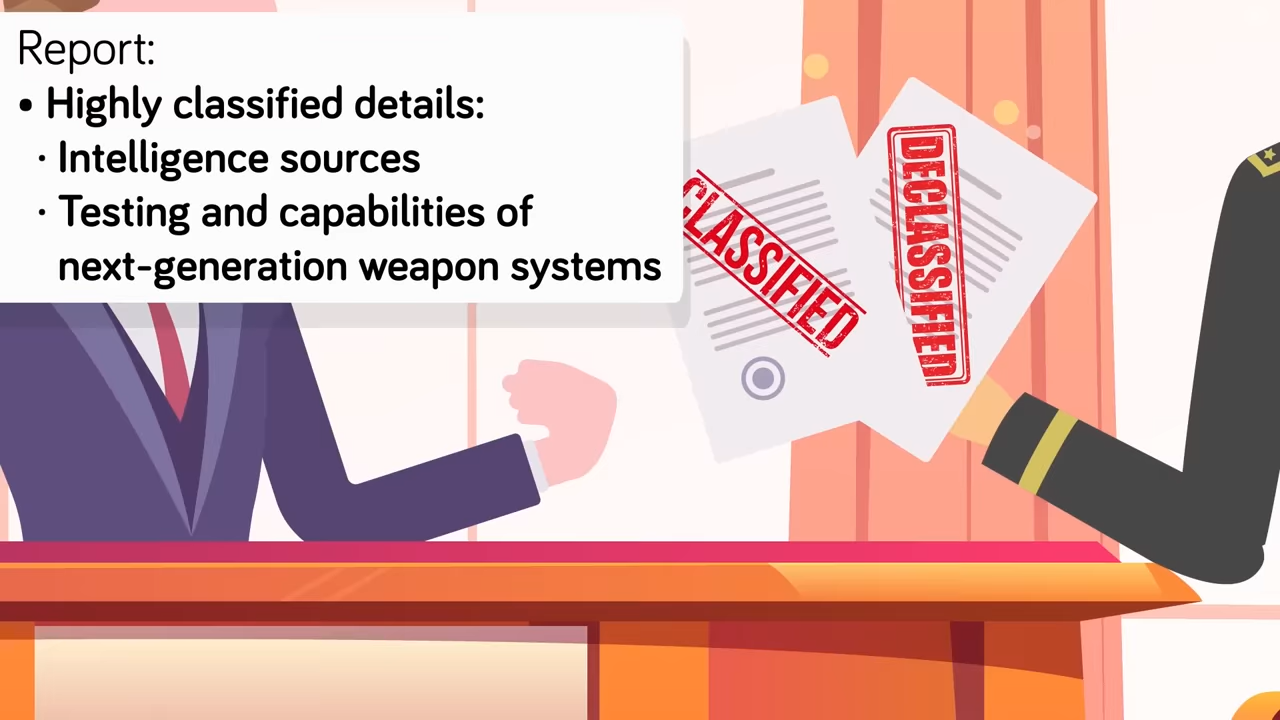 Report:
• Highly classified details:
· Intelligence sources
· Testing and capabilities of
next-generation weapon systems
CLASSIFIED
DECLASSIFIED